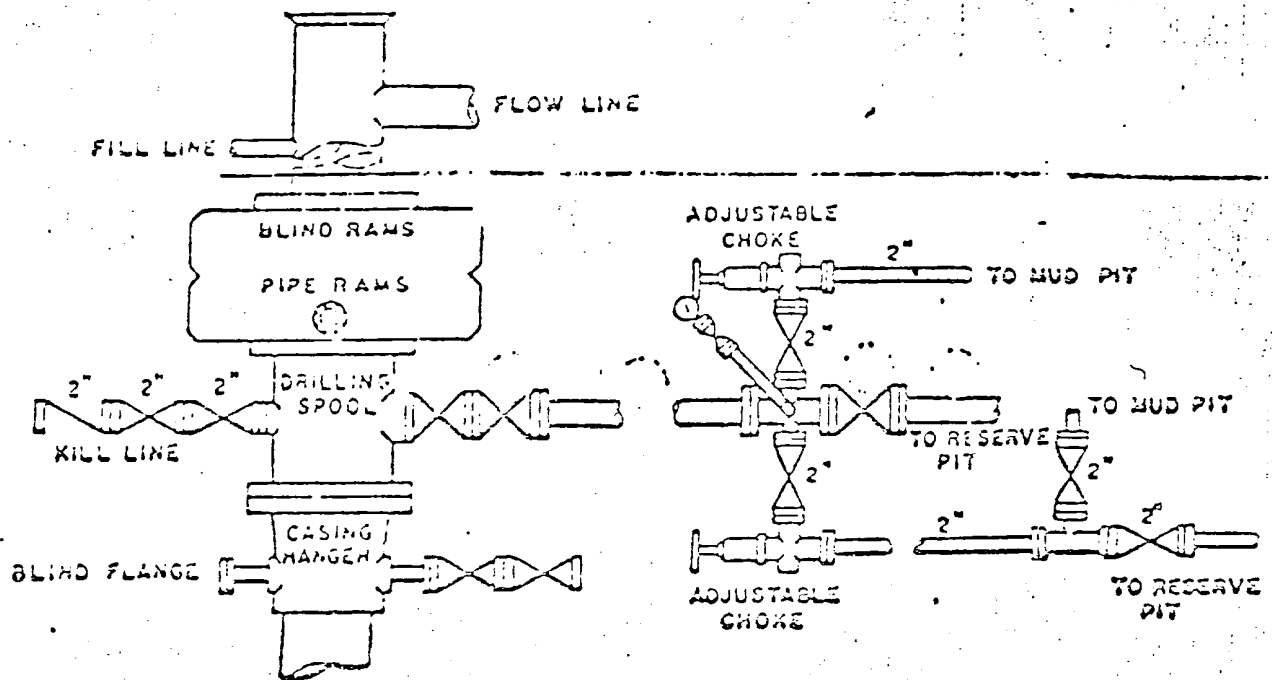 FLOW LINE
FILL LINE
BLIND RAMS
PIPE RAMS
ADJUSTABLE
CHOKE
2"
TO MUD PIT
2"
2" 2" 2"
DRILLING
SPOOL
KILL LINE
TO MUD PIT
TO RESERVE
PIT
2"
2"
CASING
HANGER
BLIND FLANGE
2"
2"
ADJUSTABLE
CHOKE
TO RESERVE
PIT